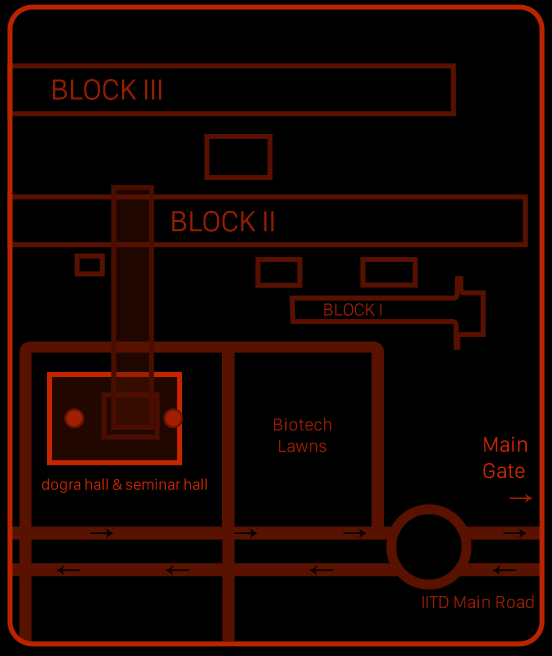 BLOCK III
BLOCK II
BLOCK I
Biotech
Lawns
Main
Gate
dogra hall & seminar hall
IITD Main Road